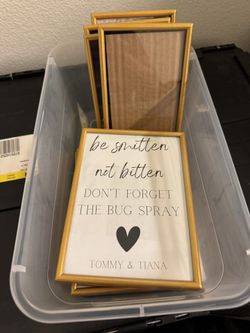 be smitten
not bitten
DON'T FORGET
THE BUG SPRAY
TOMMY & TIANA